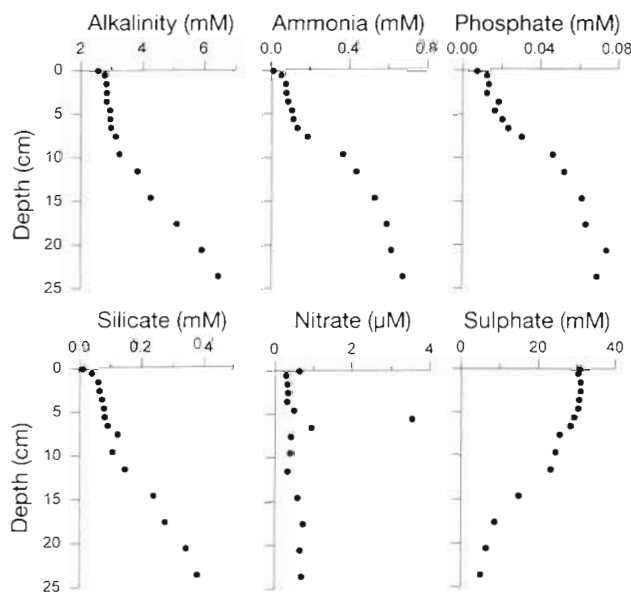 Alkalinity (mM) Ammonia (mM) Phosphate (mM)
2 4 6 0.0 0.4 0.8 0.00 0.04 0.08
0
5
10
15
20
25
Depth (cm)
Silicate (mM) Nitrate (µM) Sulphate (mM)
0.0 0.2 0.4 0 2 4 0 20 40
0
5
10
15
20
25
Depth (cm)